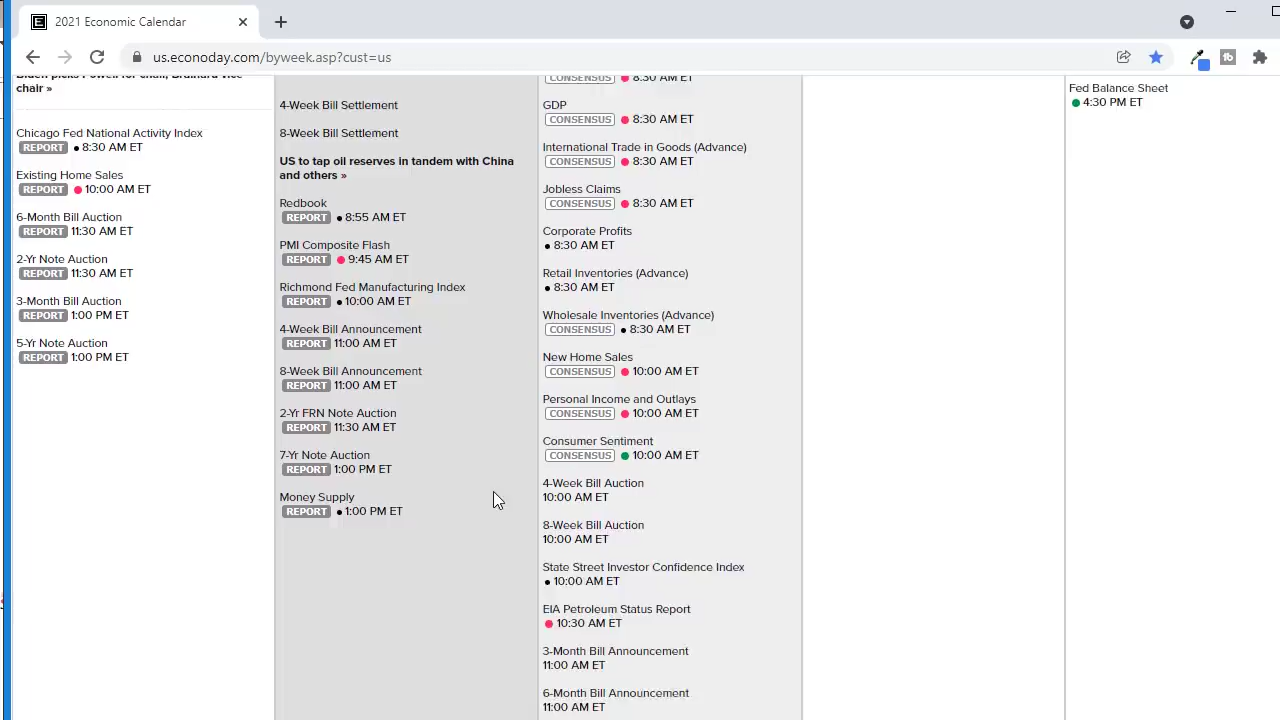 2021 Economic Calendar
us.econoday.com/byweek.asp?cust=us
Biden picks Powell for chair, Brainard vice
chair »
Chicago Fed National Activity Index
REPORT 8:30 AM ET
Existing Home Sales
REPORT 10:00 AM ET
6-Month Bill Auction
REPORT 11:30 AM ET
2-Yr Note Auction
REPORT 11:30 AM ET
3-Month Bill Auction
REPORT 1:00 PM ET
5-Yr Note Auction
REPORT 1:00 PM ET
4-Week Bill Settlement
8-Week Bill Settlement
US to tap oil reserves in tandem with China
and others »
Redbook
REPORT 8:55 AM ET
PMI Composite Flash
REPORT 9:45 AM ET
Richmond Fed Manufacturing Index
REPORT 10:00 AM ET
4-Week Bill Announcement
REPORT 11:00 AM ET
8-Week Bill Announcement
REPORT 11:00 AM ET
2-Yr FRN Note Auction
REPORT 11:30 AM ET
7-Yr Note Auction
REPORT 1:00 PM ET
Money Supply
REPORT 1:00 PM ET
CONSENSUS 8:30 AM ET
GDP
CONSENSUS 8:30 AM ET
International Trade in Goods (Advance)
CONSENSUS 8:30 AM ET
Jobless Claims
CONSENSUS 8:30 AM ET
Corporate Profits
8:30 AM ET
Retail Inventories (Advance)
8:30 AM ET
Wholesale Inventories (Advance)
CONSENSUS 8:30 AM ET
New Home Sales
CONSENSUS 10:00 AM ET
Personal Income and Outlays
CONSENSUS 10:00 AM ET
Consumer Sentiment
CONSENSUS 10:00 AM ET
4-Week Bill Auction
10:00 AM ET
8-Week Bill Auction
10:00 AM ET
State Street Investor Confidence Index
10:00 AM ET
EIA Petroleum Status Report
10:30 AM ET
3-Month Bill Announcement
11:00 AM ET
6-Month Bill Announcement
11:00 AM ET
Fed Balance Sheet
4:30 PM ET